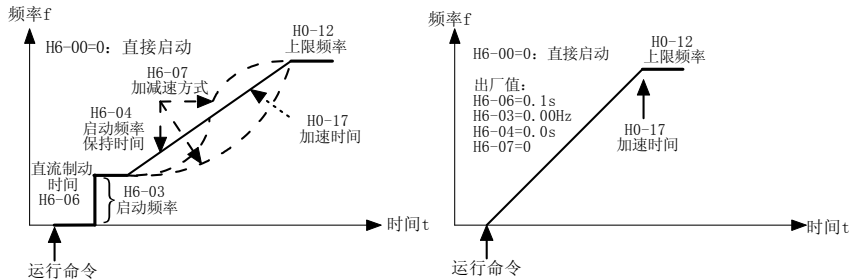 频率f
H6-00=0：直接启动
H6-07
加减速方式
H0-12
上限频率
H6-04
启动频率
保持时间
H0-17
加速时间
直流制动
时间
H6-06
H6-03
启动频率
时间t
运行命令
频率f
H6-00=0：直接启动
H0-12
上限频率
出厂值:
H6-06=0.1s
H6-03=0.00Hz
H6-04=0.0s
H6-07=0
H0-17
加速时间
时间t
运行命令